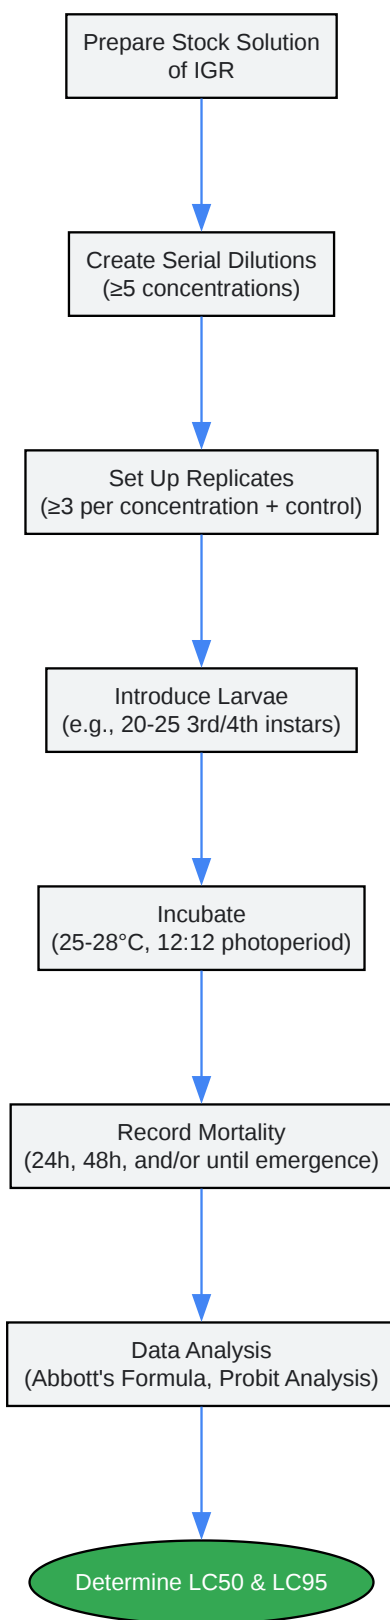 Prepare Stock Solution
of IGR
Create Serial Dilutions
(≥5 concentrations)
Set Up Replicates
(≥3 per concentration + control)
Introduce Larvae
(e.g., 20-25 3rd/4th instars)
Incubate
(25-28°C, 12:12 photoperiod)
Record Mortality
(24h, 48h, and/or until emergence)
Data Analysis
(Abbott's Formula, Probit Analysis)
Determine LC50 & LC95